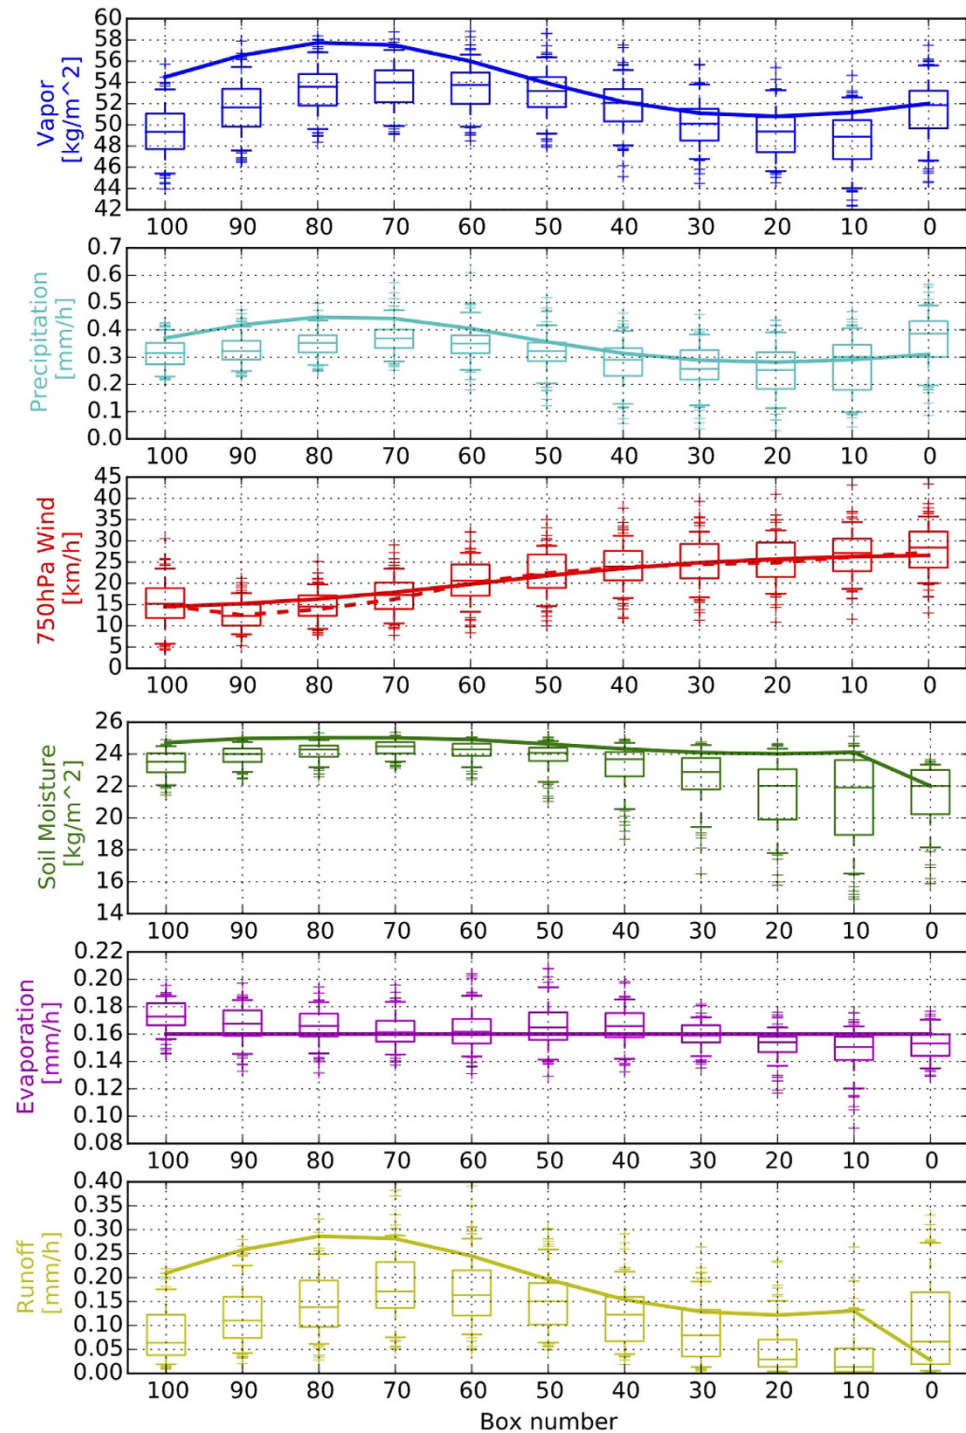 Vapor
[kg/m^2]
60
58
56
54
52
50
48
46
44
42
100 90 80 70 60 50 40 30 20 10 0
Precipitation
[mm/h]
0.7
0.6
0.5
0.4
0.3
0.2
0.1
0.0
100 90 80 70 60 50 40 30 20 10 0
750hPa Wind
[km/h]
45
40
35
30
25
20
15
10
5
0
100 90 80 70 60 50 40 30 20 10 0
Soil Moisture
[kg/m^2]
26
24
22
20
18
16
14
100 90 80 70 60 50 40 30 20 10 0
Evaporation
[mm/h]
0.22
0.20
0.18
0.16
0.14
0.12
0.10
0.08
100 90 80 70 60 50 40 30 20 10 0
Runoff
[mm/h]
0.40
0.35
0.30
0.25
0.20
0.15
0.10
0.05
0.00
100 90 80 70 60 50 40 30 20 10 0
Box number